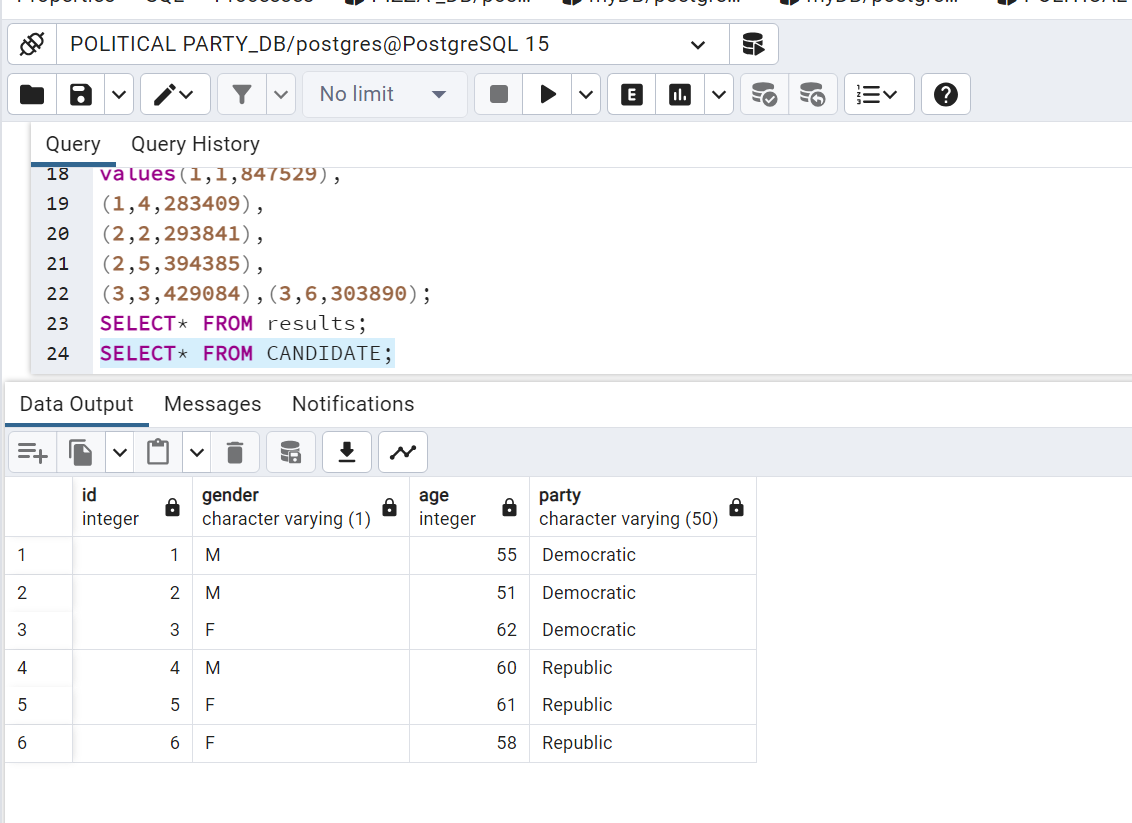 POLITICAL PARTY_DB/postgres@PostgreSQL 15
No limit
E
Query Query History
18 values(1,1,847529),
19 (1,4,283409),
20 (2,2,293841),
21 (2,5,394385),
22 (3,3,429084),(3,6,303890);
23 SELECT* FROM results;
24 SELECT* FROM CANDIDATE;
Data Output Messages Notifications
id gender age party
integer character varying (1) integer character varying (50)
1 1 M 55 Democratic
2 2 M 51 Democratic
3 3 F 62 Democratic
4 4 M 60 Republic
5 5 F 61 Republic
6 6 F 58 Republic